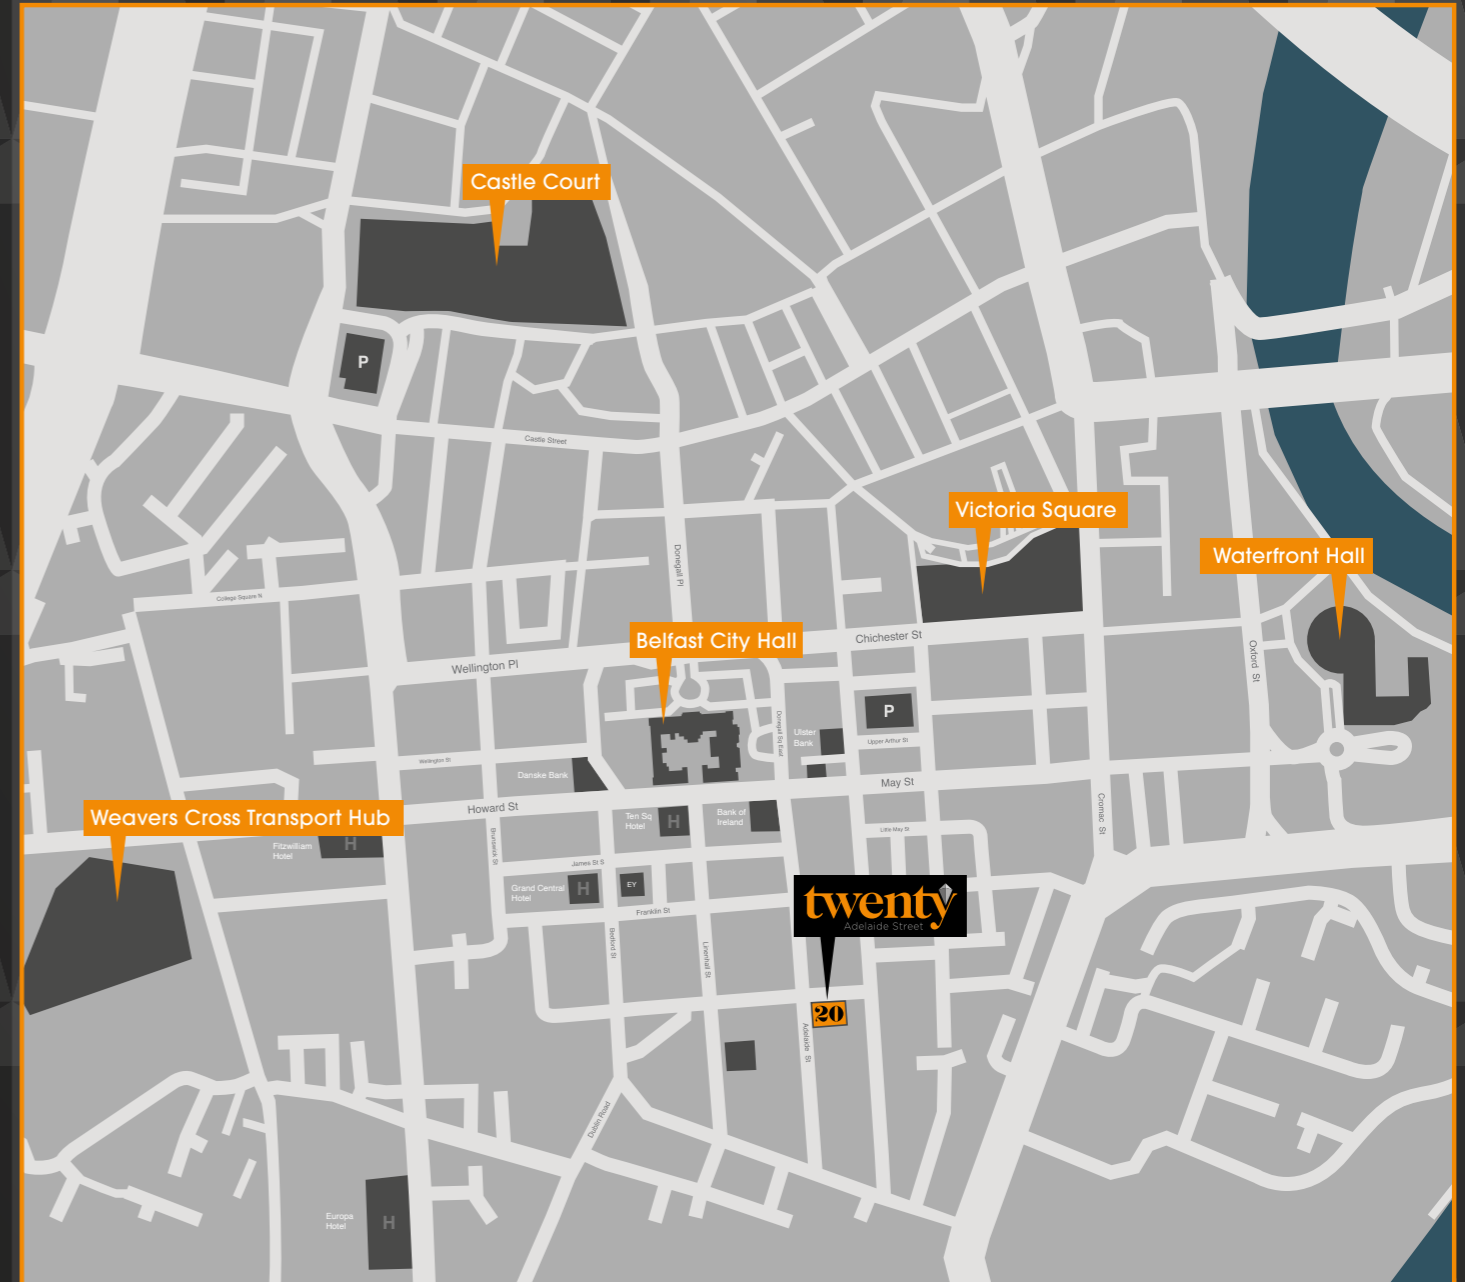 Castle Court
P
Castle Street
Victoria Square
Waterfront Hall
Donegall Pl
College Square N
Belfast City Hall
Chichester St
Wellington Pl
Oxford St
P
Donegall Sq East
Ulster
Bank
Upper Arthur St
Wellington St
Danske Bank
May St
Howard St
Weavers Cross Transport Hub
Ten Sq
Hotel
H
Bank of
Ireland
Cromac St
Little May St
Fitzwilliam
Hotel
H
Brunswick St
James St S
Grand Central
Hotel
H
EY
Franklin St
twenty
Adelaide Street
Bedford St
Linenhall St
20
Adelaide St
Dublin Road
Europa
Hotel
H